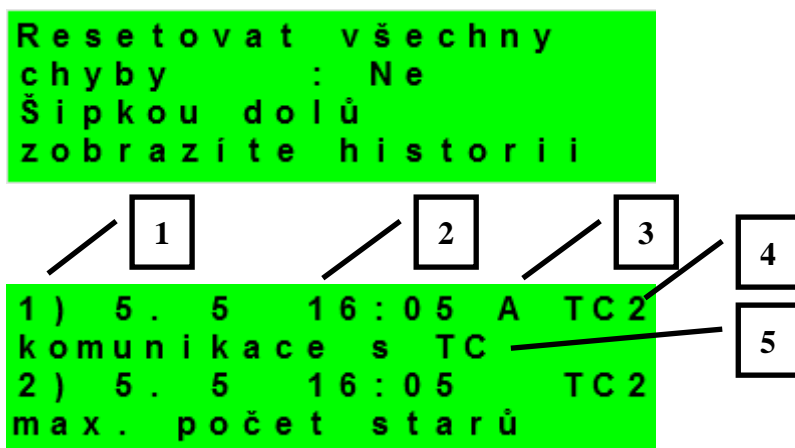 Resetovat všechny
chyby : Ne
Šipkou dolů
zobrazíte historii
1 2 3
4
1) 5. 5 16:05 A TC2
komunikace s TC
5
2) 5. 5 16:05 TC2
max. počet starů